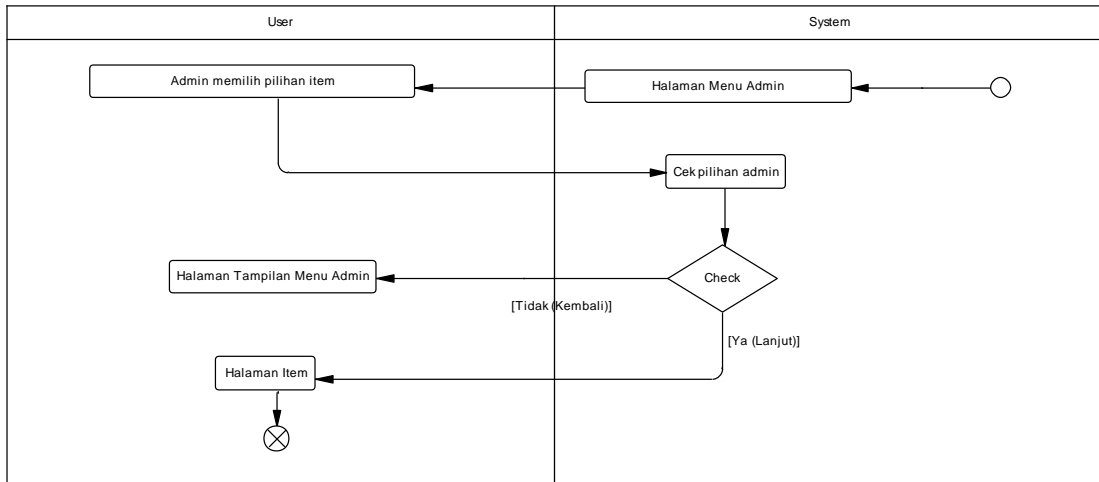 User
System
Admin memilih pilihan item
Halaman Menu Admin
Cek pilihan admin
Halaman Tampilan Menu Admin
Check
[Tidak (Kembali)]
[Ya (Lanjut)]
Halaman Item